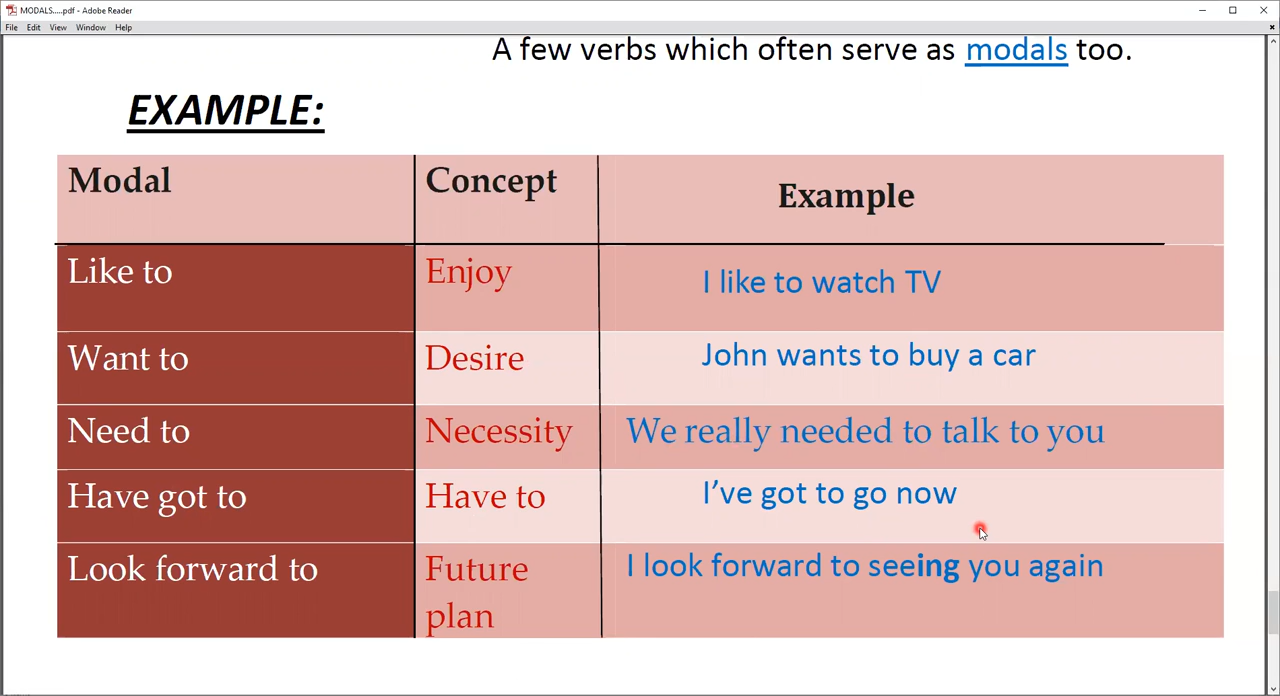 MODALS.....pdf - Adobe Reader
File Edit View Window Help
A few verbs which often serve as modals too.
EXAMPLE:
Modal Concept Example
Like to Enjoy I like to watch TV
Want to Desire John wants to buy a car
Need to Necessity We really needed to talk to you
Have got to Have to I’ve got to go now
Look forward to Future plan I look forward to seeing you again